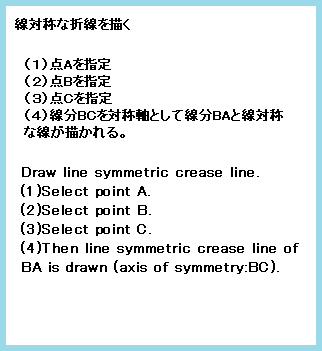 線対称な折線を描く
（１）点Aを指定
（２）点Bを指定
（３）点Cを指定
（４）線分BCを対称軸として線分BAと線対称
な線が描かれる。
Draw line symmetric crease line.
(1)Select point A.
(2)Select point B.
(3)Select point C.
(4)Then line symmetric crease line of
BA is drawn (axis of symmetry:BC).